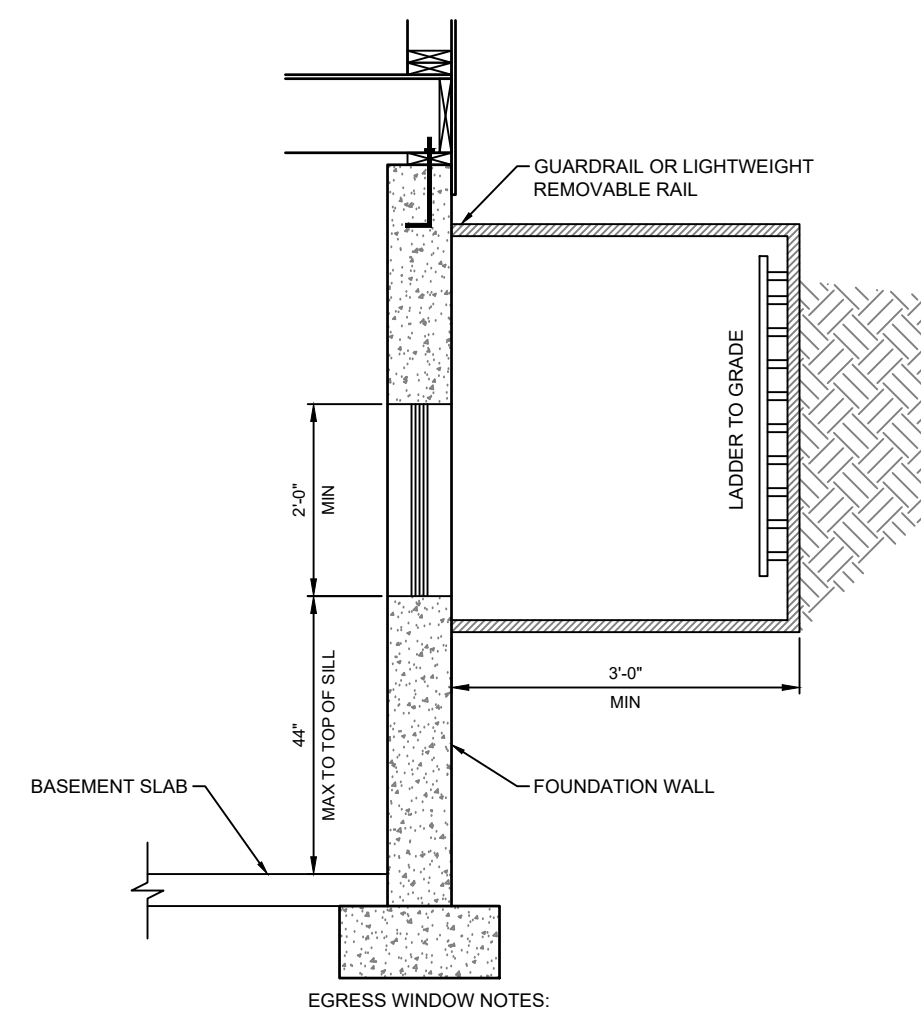 GUARDRAIL OR LIGHTWEIGHT
REMOVABLE RAIL
LADDER TO GRADE
2'-0"
MIN
44"
MAX TO TOP OF SILL
3'-0"
MIN
BASEMENT SLAB
FOUNDATION WALL
EGRESS WINDOW NOTES: